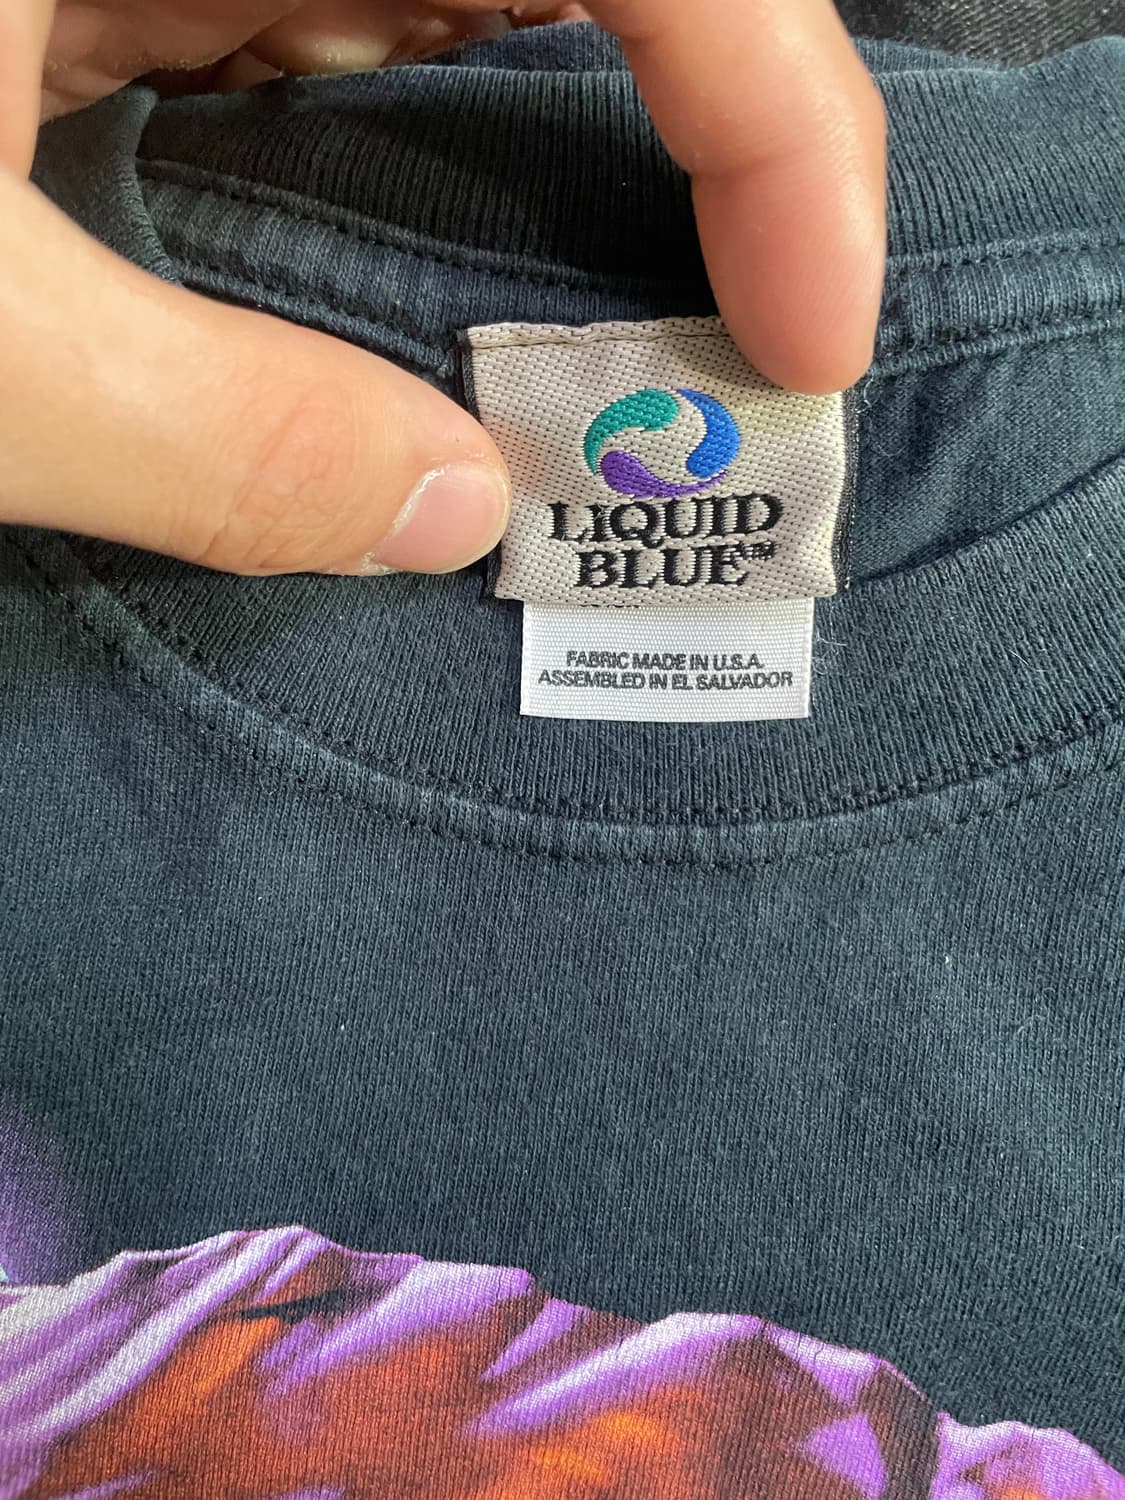 LIQUID
BLUE™
FABRIC MADE IN U.S.A.
ASSEMBLED IN EL SALVADOR